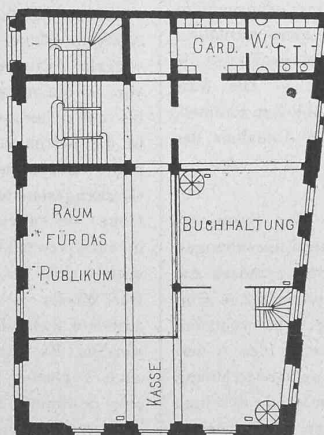 GARD.
W.C
RAUM
FÜR DAS
PUBLIKUM
BUCHHALTUNG
KASSE